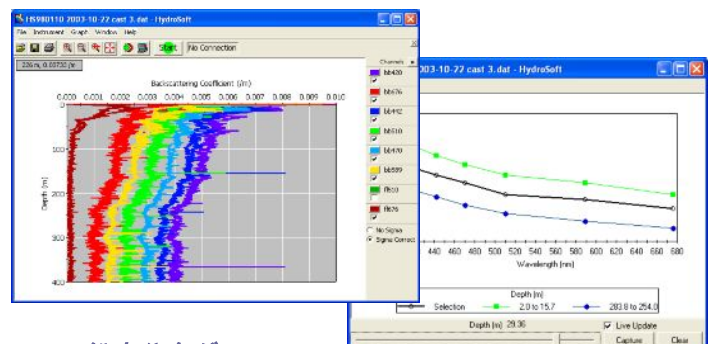 HS980110 2003-10-22 cast 3.dat - HydroSoft
File Instrument Graph Window Help
Start No Connection
Channels
Backscattering Coefficient (/m)
0.000 0.001 0.002 0.003 0.004 0.005 0.006 0.007 0.008 0.009 0.010
0
100
200
300
400
Depth (m)
bb420
bb676
bb442
bb510
bb470
bb589
fl676
No Sigma
Sigma Correct
003-10-22 cast 3.dat - HydroSoft
440 460 480 500 520 540 560 580 600 620 640 660 680
Wavelength (nm)
Depth (m)
Selection 2.0 to 15.7 283.8 to 254.0
Depth (m) 29.36
Live Update
Capture Clear